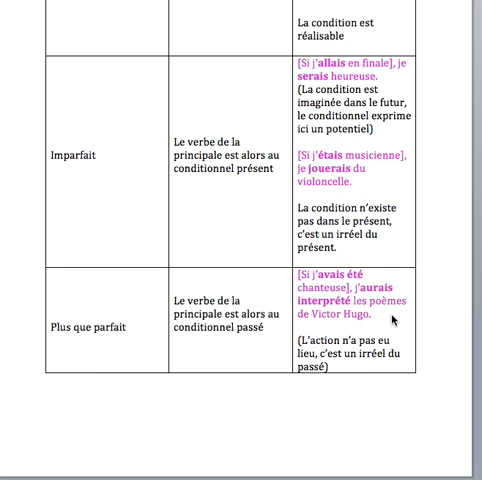 La condition est
réalisable
Imparfait
Le verbe de la
principale est alors au
conditionnel présent
[Si j'allais en finale], je
serais heureuse.
(La condition est
imaginée dans le futur,
le conditionnel exprime
ici un potentiel)
[Si j'étais musicienne],
je jouerais du
violoncelle.
La condition n'existe
pas dans le présent,
c'est un irréel du
présent.
Plus que parfait
Le verbe de la
principale est alors au
conditionnel passé
[Si j'avais été
chanteuse], j'aurais
interprété les poèmes
de Victor Hugo.
(L'action n'a pas eu
lieu, c'est un irréel du
passé)